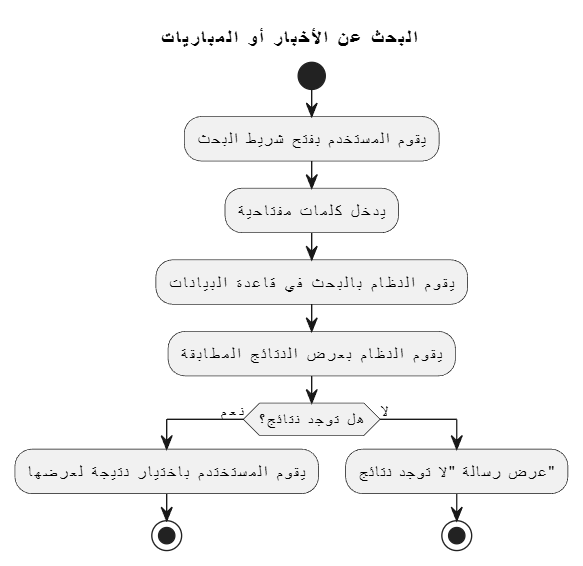 البحث عن الأخبار أو المباريات
يقوم المستخدم بفتح شريط البحث
يدخل كلمات مفتاحية
يقوم النظام بالبحث في قاعدة البيانات
يقوم النظام بعرض النتائج المطابقة
هل توجد نتائج؟
نعم
لا
يقوم المستختدم باختيار نتيجة لعرضها
عرض رسالة "لا توجد نتائج"